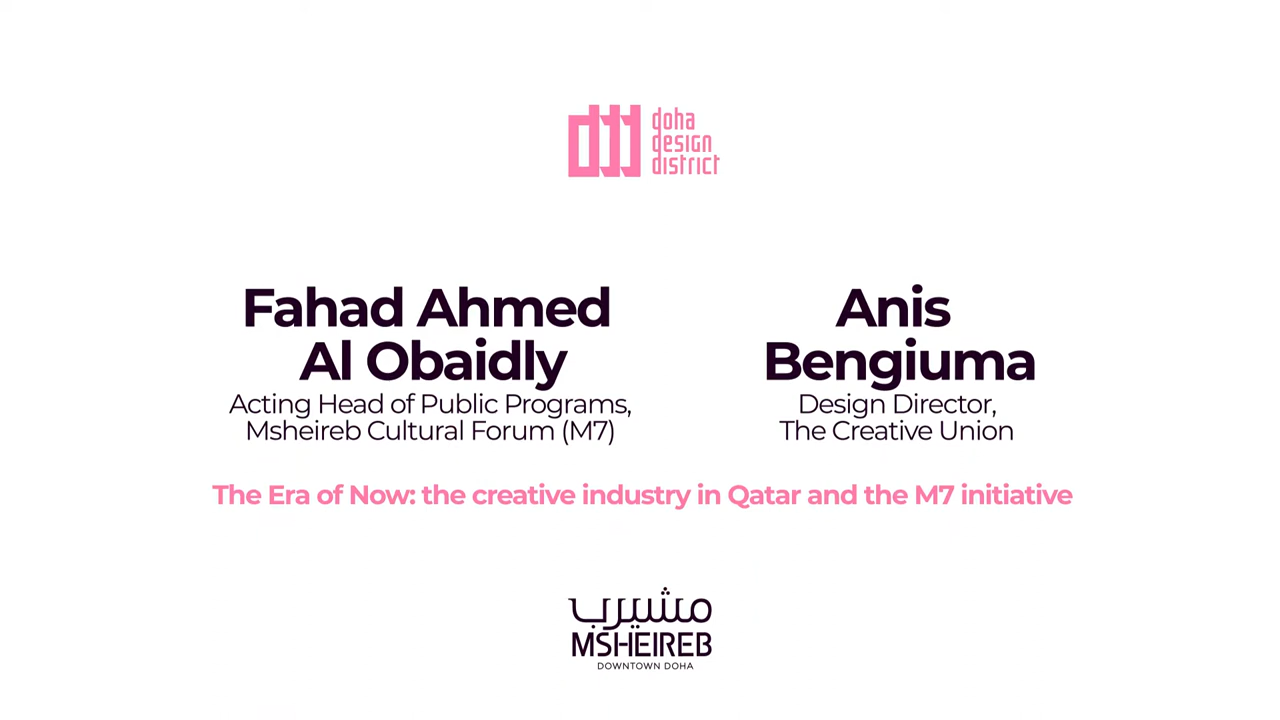 doha
design
district
Fahad Ahmed
Al Obaidly
Acting Head of Public Programs,
Msheireb Cultural Forum (M7)
Anis
Bengiuma
Design Director,
The Creative Union
The Era of Now: the creative industry in Qatar and the M7 initiative
مشيرب
MSHEIREB
DOWNTOWN DOHA